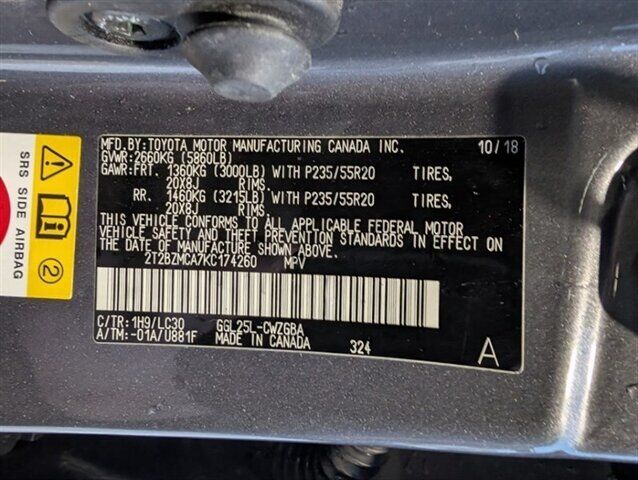 MFD.BY:TOYOTA MOTOR MANUFACTURING CANADA INC. 10/18
GVWR:2660KG (5860LB)
GAWR:FRT. 1360KG (3000LB) WITH P235/55R20 TIRES,
20X8J RIMS,
RR. 1460KG (3215LB) WITH P235/55R20 TIRES,
20X8J RIMS.
THIS VEHICLE CONFORMS TO ALL APPLICABLE FEDERAL MOTOR
VEHICLE SAFETY AND THEFT PREVENTION STANDARDS IN EFFECT ON
THE DATE OF MANUFACTURE SHOWN ABOVE.
2T2BZMCA7KC174260 MPV
C/TR:1H9/LC30 GGL25L-CWZGBA
A/TM:-01A/U881F MADE IN CANADA 324 A
SRS SIDE AIRBAG
2